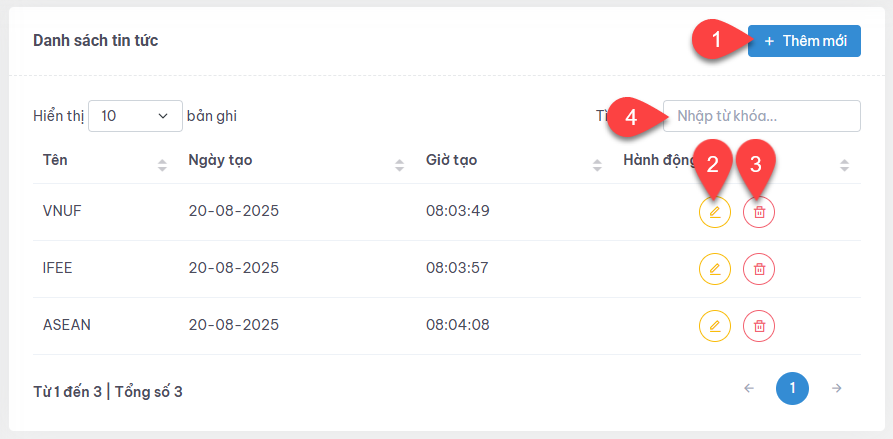 Danh sách tin tức
1
+ Thêm mới
Hiển thị 10 bản ghi
4
Nhập từ khóa...
Tên Ngày tạo Giờ tạo Hành động
2 3
VNUF 20-08-2025 08:03:49
IFEE 20-08-2025 08:03:57
ASEAN 20-08-2025 08:04:08
Từ 1 đến 3 | Tổng số 3
← 1 →